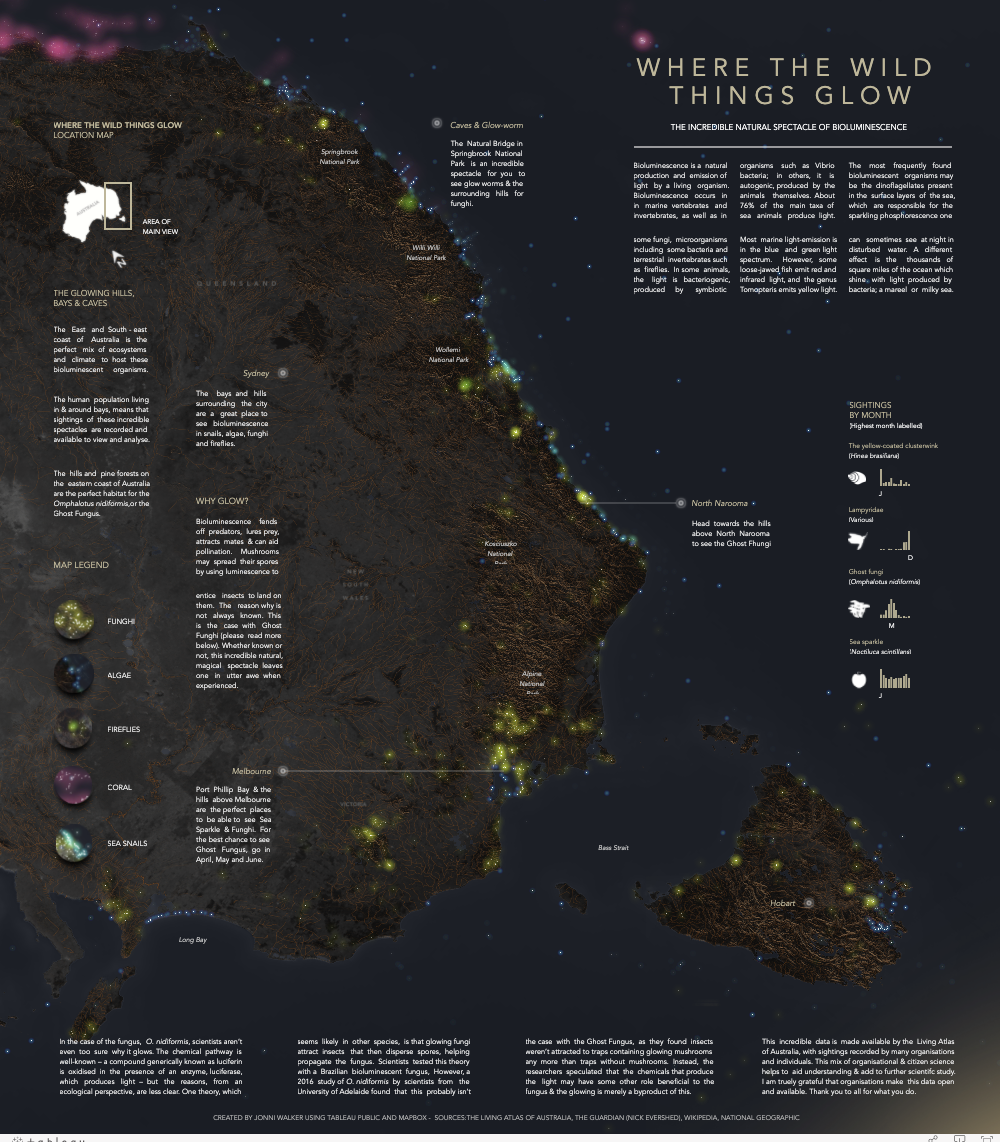 WHERE THE WILD
THINGS GLOW
THE INCREDIBLE NATURAL SPECTACLE OF BIOLUMINESCENCE
Bioluminescence is a natural
production and emission of
light by a living organism.
Bioluminescence occurs in
in marine vertebrates and
invertebrates, as well as in
some fungi, microorganisms
including some bacteria and
terrestrial invertebrates such
as fireflies. In some animals,
the light is bacteriogenic,
produced by symbiotic
organisms such as Vibrio
bacteria; in others, it is
autogenic, produced by the
animals themselves. About
76% of the main taxa of
sea animals produce light.
Most marine light-emission is
in the blue and green light
spectrum. However, some
loose-jawed fish emit red and
infrared light, and the genus
Tomopteris emits yellow light.
The most frequently found
bioluminescent organisms may
be the dinoflagellates present
in the surface layers of the sea,
which are responsible for the
sparkling phosphorescence one
can sometimes see at night in
disturbed water. A different
effect is the thousands of
square miles of the ocean which
shine with light produced by
bacteria; a mareel or milky sea.
WHERE THE WILD THINGS GLOW
LOCATION MAP
AUSTRALIA
AREA OF
MAIN VIEW
THE GLOWING HILLS,
BAYS & CAVES
The East and South - east
coast of Australia is the
perfect mix of ecosystems
and climate to host these
bioluminescent organisms.
The human population living
in & around bays, means that
sightings of these incredible
spectacles are recorded and
available to view and analyse.
The hills and pine forests on
the eastern coast of Australia
are the perfect habitat for the
Omphalotus nidiformis,or the
Ghost Fungus.
MAP LEGEND
FUNGHI
ALGAE
FIREFLIES
CORAL
SEA SNAILS
Caves & Glow-worm
The Natural Bridge in
Springbrook National
Park is an incredible
spectacle for you to
see glow worms & the
surrounding hills for
fungi.
Springbrook
National Park
Willi Willi
National Park
QUEENSLAND
Wollemi
National Park
Sydney
The bays and hills
surrounding the city
are a great place to
see bioluminescence
in snails, algae, funghi
and fireflies.
WHY GLOW?
Bioluminescence fends
off predators, lures prey,
attracts mates & can aid
pollination. Mushrooms
may spread their spores
by using luminescence to
entice insects to land on
them. The reason why is
not always known. This
is the case with Ghost
Funghi (please read more
below). Whether known or
not, this incredible natural,
magical spectacle leaves
one in utter awe when
experienced.
North Narooma
Head towards the hills
above North Narooma
to see the Ghost Fhungi
Kosciuszko
National
NEW
SOUTH
WALES
Alpine
National
Melbourne
Port Phillip Bay & the
hills above Melbourne
are the perfect places
to be able to see Sea
Sparkle & Funghi. For
the best chance to see
Ghost Fungus, go in
April, May and June.
VICTORIA
SIGHTINGS
BY MONTH
(Highest month labelled)
The yellow-coated clusterwink
(Hinea brasiliana)
J
Lampyridae
(Various)
D
Ghost fungi
(Omphalotus nidiformis)
M
Sea sparkle
(Noctiluca scintillans)
J
Bass Strait
Hobart
Long Bay
In the case of the fungus, O. nidiformis, scientists aren't
even too sure why it glows. The chemical pathway is
well-known – a compound generically known as luciferin
is oxidised in the presence of an enzyme, luciferase,
which produces light – but the reasons, from an
ecological perspective, are less clear. One theory, which
seems likely in other species, is that glowing fungi
attract insects that then disperse spores, helping
propagate the fungus. Scientists tested this theory
with a Brazilian bioluminescent fungus, However, a
2016 study of O. nidiformis by scientists from the
University of Adelaide found that this probably isn't
the case with the Ghost Fungus, as they found insects
weren't attracted to traps containing glowing mushrooms
any more than traps without mushrooms. Instead, the
researchers speculated that the chemicals that produce
the light may have some other role beneficial to the
fungus & the glowing is merely a byproduct of this.
This incredible data is made available by the Living Atlas
of Australia, with sightings recorded by many organisations
and individuals. This mix of organisational & citizen science
helps to aid understanding & add to further scientifc study.
I am truely grateful that organisations make this data open
and available. Thank you to all for what you do.
CREATED BY JONNI WALKER USING TABLEAU PUBLIC AND MAPBOX - SOURCES:THE LIVING ATLAS OF AUSTRALIA, THE GUARDIAN (NICK EVERSHED), WIKIPEDIA, NATIONAL GEOGRAPHIC